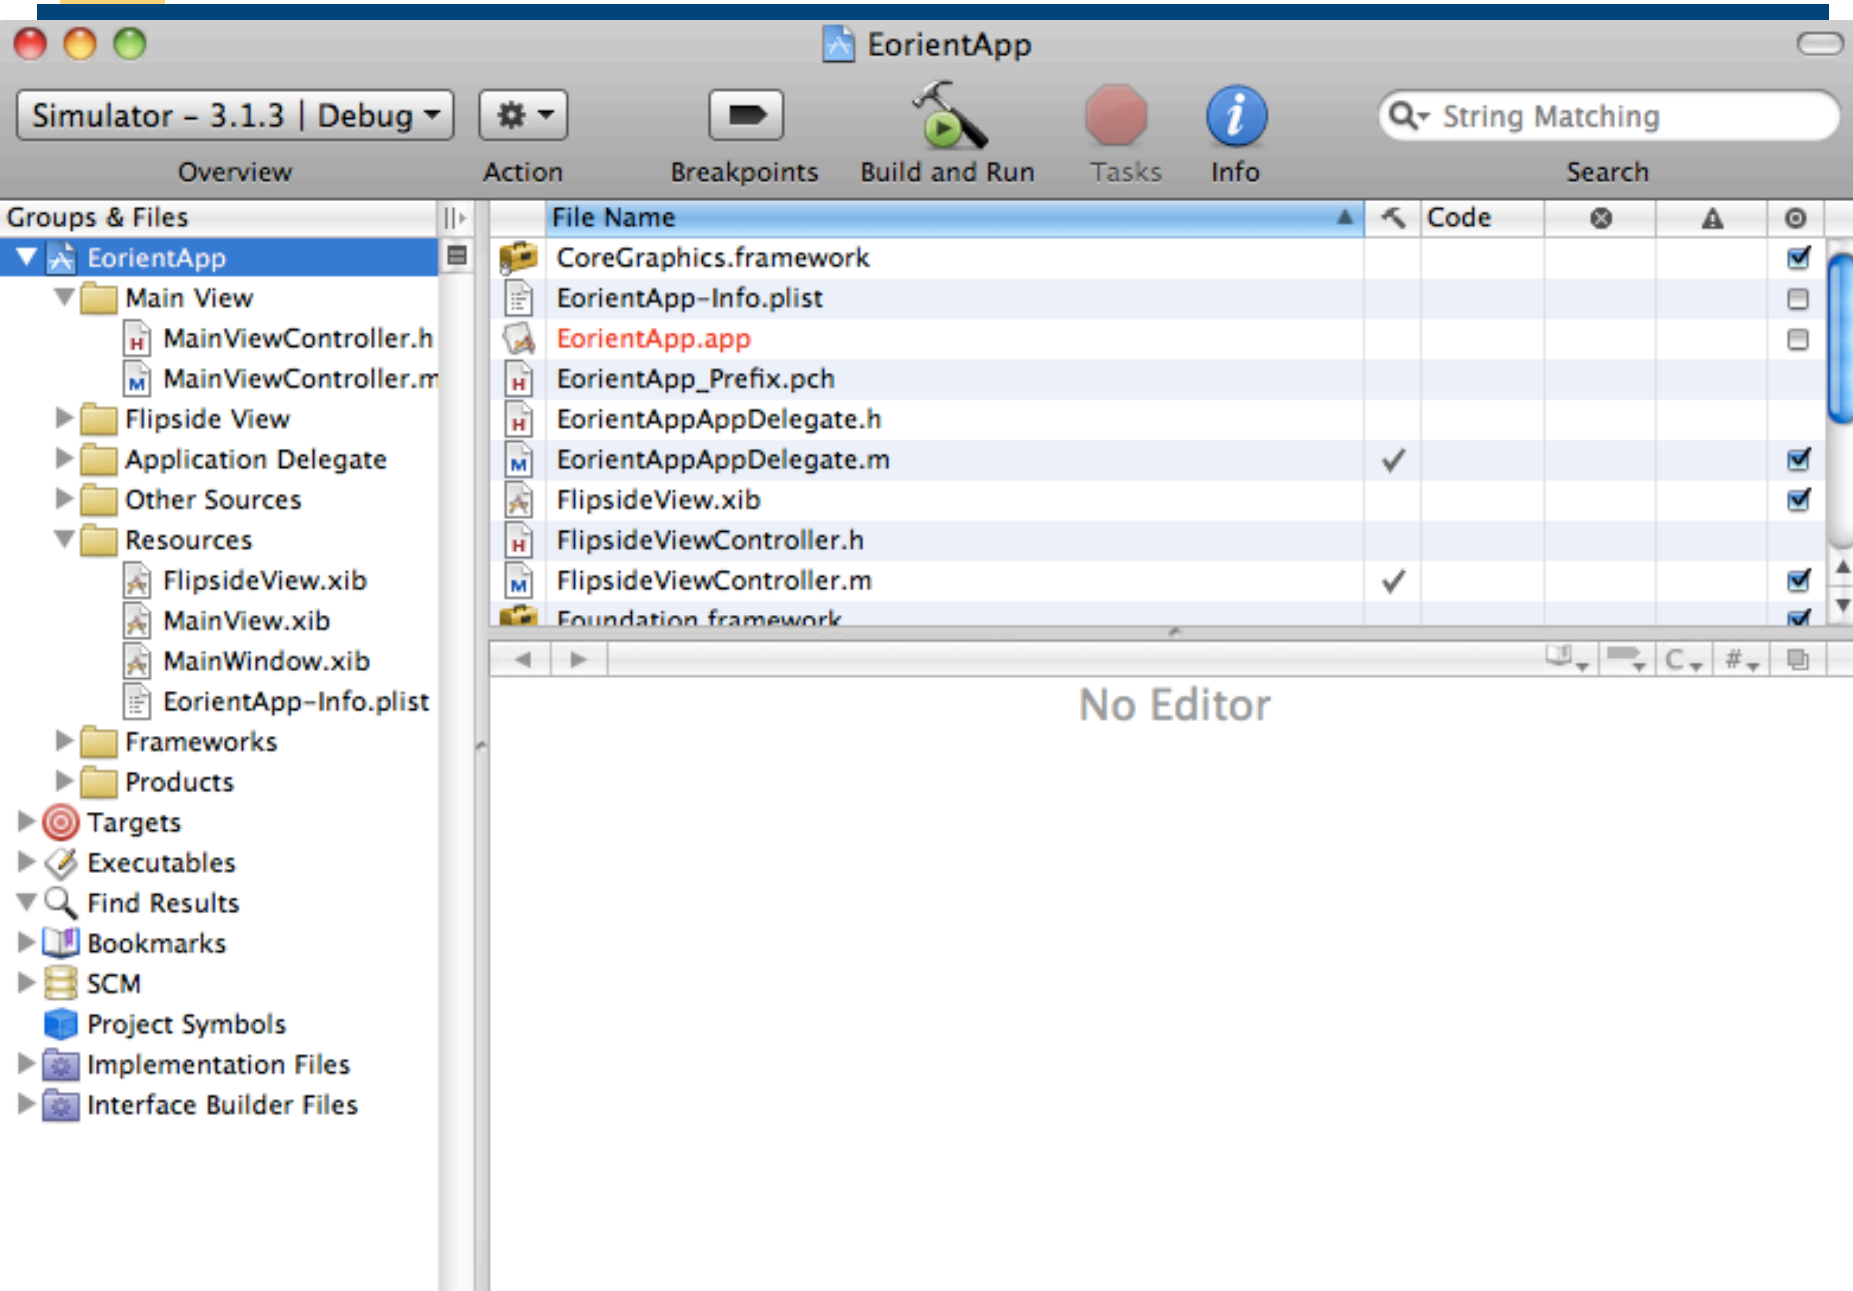 EorientApp
Simulator – 3.1.3 | Debug
String Matching
Overview
Action
Breakpoints
Build and Run
Tasks
Info
Search
Groups & Files
EorientApp
Main View
MainViewController.h
MainViewController.m
Flipside View
Application Delegate
Other Sources
Resources
FlipsideView.xib
MainView.xib
MainWindow.xib
EorientApp-Info.plist
Frameworks
Products
Targets
Executables
Find Results
Bookmarks
SCM
Project Symbols
Implementation Files
Interface Builder Files
File Name
Code
CoreGraphics.framework
EorientApp-Info.plist
EorientApp.app
EorientApp_Prefix.pch
EorientAppAppDelegate.h
EorientAppAppDelegate.m
FlipsideView.xib
FlipsideViewController.h
FlipsideViewController.m
Foundation.framework
C
#
No Editor